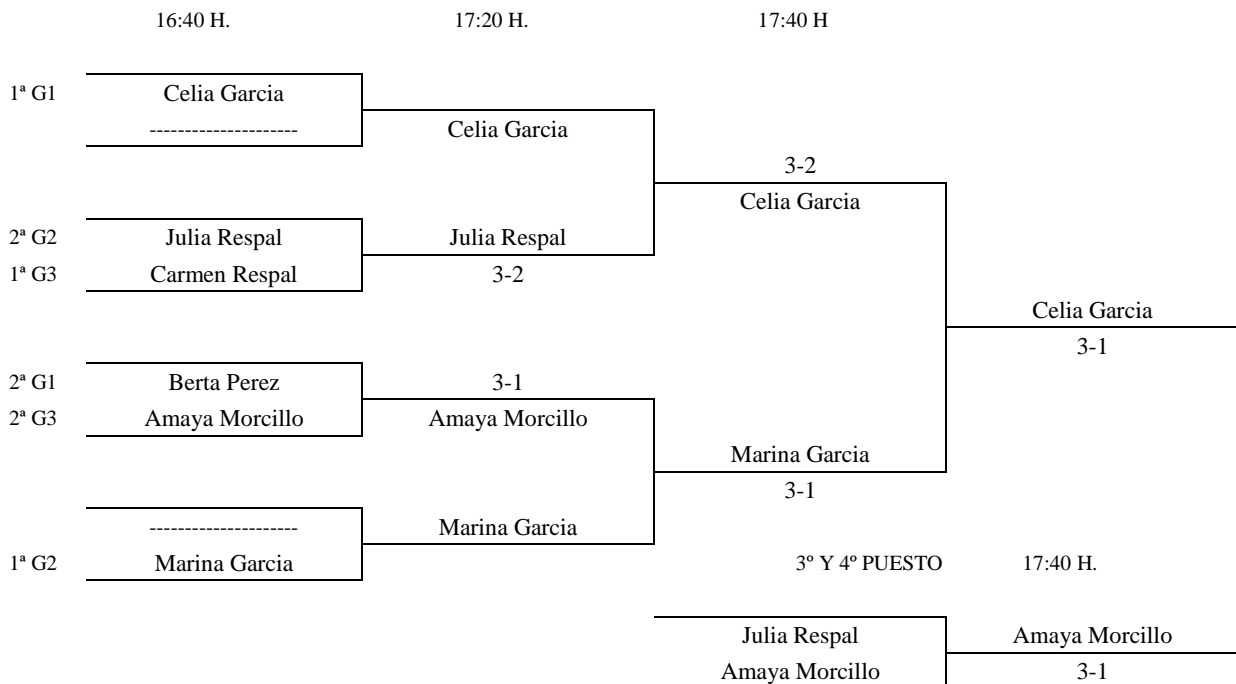 16:40 H. 17:20 H. 17:40 H
1ª G1 Celia Garcia
--------------------- Celia Garcia
3-2
Celia Garcia
2ª G2 Julia Respal Julia Respal
1ª G3 Carmen Respal 3-2
Celia Garcia
3-1
2ª G1 Berta Perez 3-1
2ª G3 Amaya Morcillo Amaya Morcillo
Marina Garcia
3-1
--------------------- Marina Garcia
1ª G2 Marina Garcia 3º Y 4º PUESTO 17:40 H.
Julia Respal Amaya Morcillo
Amaya Morcillo 3-1